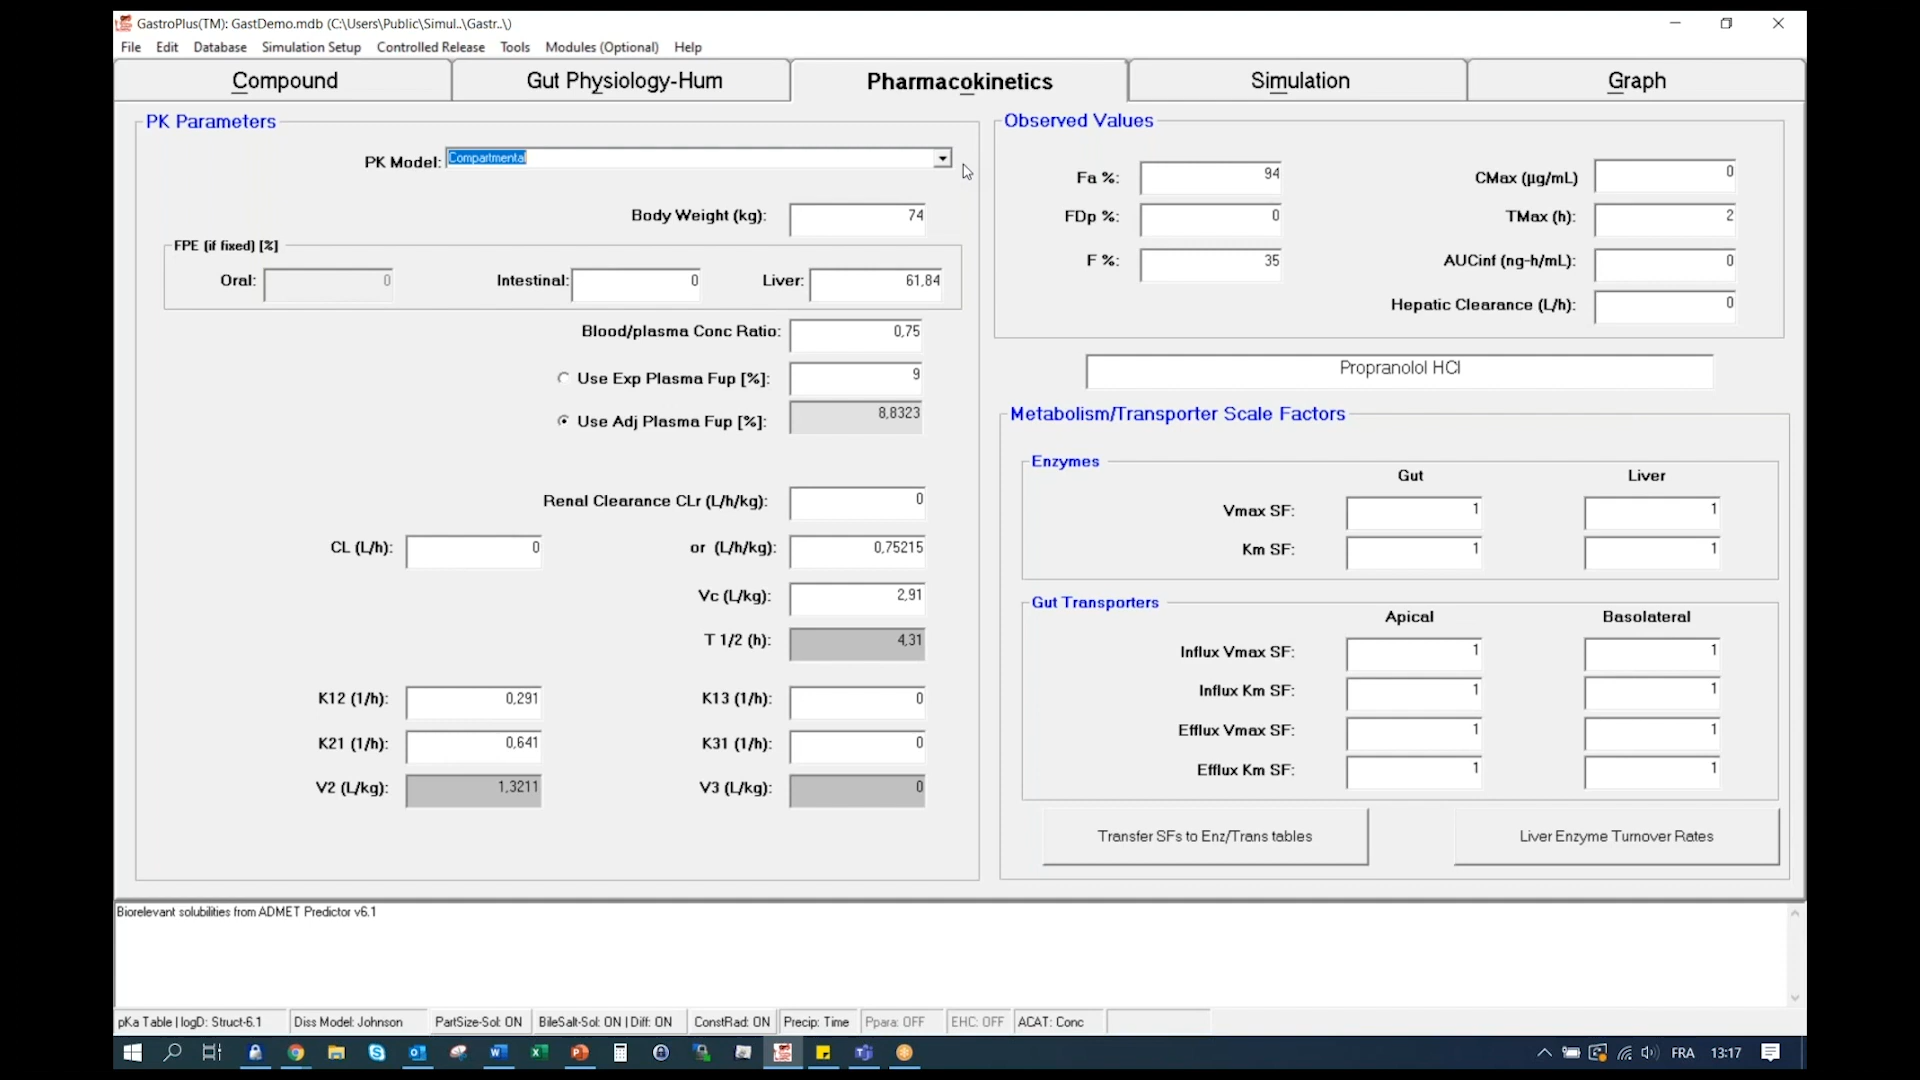 GastroPlus(TM): GastDemo.mdb (C:\Users\Public\Simul..\Gastr..\)
File Edit Database Simulation Setup Controlled Release Tools Modules (Optional) Help
Compound Gut Physiology-Hum Pharmacokinetics Simulation Graph
PK Parameters
PK Model: Compartmental
Body Weight (kg): 74
FPE (if fixed) [%]
Oral: 0 Intestinal: 0 Liver: 61,84
Blood/plasma Conc Ratio: 0,75
Use Exp Plasma Fup [%]: 9
Use Adj Plasma Fup [%]: 8,8323
Renal Clearance CLr (L/h/kg): 0
CL (L/h): 0 or (L/h/kg): 0,75215
Vc (L/kg): 2,91
T 1/2 (h): 4,31
K12 (1/h): 0,291 K13 (1/h): 0
K21 (1/h): 0,641 K31 (1/h): 0
V2 (L/kg): 1,3211 V3 (L/kg): 0
Observed Values
Fa %: 94 CMax (µg/mL) 0
FDp %: 0 TMax (h): 2
F %: 35 AUCinf (ng-h/mL): 0
Hepatic Clearance (L/h): 0
Propranolol HCl
Metabolism/Transporter Scale Factors
Enzymes
Gut Liver
Vmax SF: 1 1
Km SF: 1 1
Gut Transporters
Apical Basolateral
Influx Vmax SF: 1 1
Influx Km SF: 1 1
Efflux Vmax SF: 1 1
Efflux Km SF: 1 1
Transfer SFs to Enz/Trans tables Liver Enzyme Turnover Rates
Biorelevant solubilities from ADMET Predictor v6.1
pKa Table | logD: Struct-6.1 Diss Model: Johnson PartSize-Sol: ON BileSalt-Sol: ON | Diff: ON ConstRad: ON Precip: Time Ppara: OFF EHC: OFF ACAT: Conc
FRA 13:17